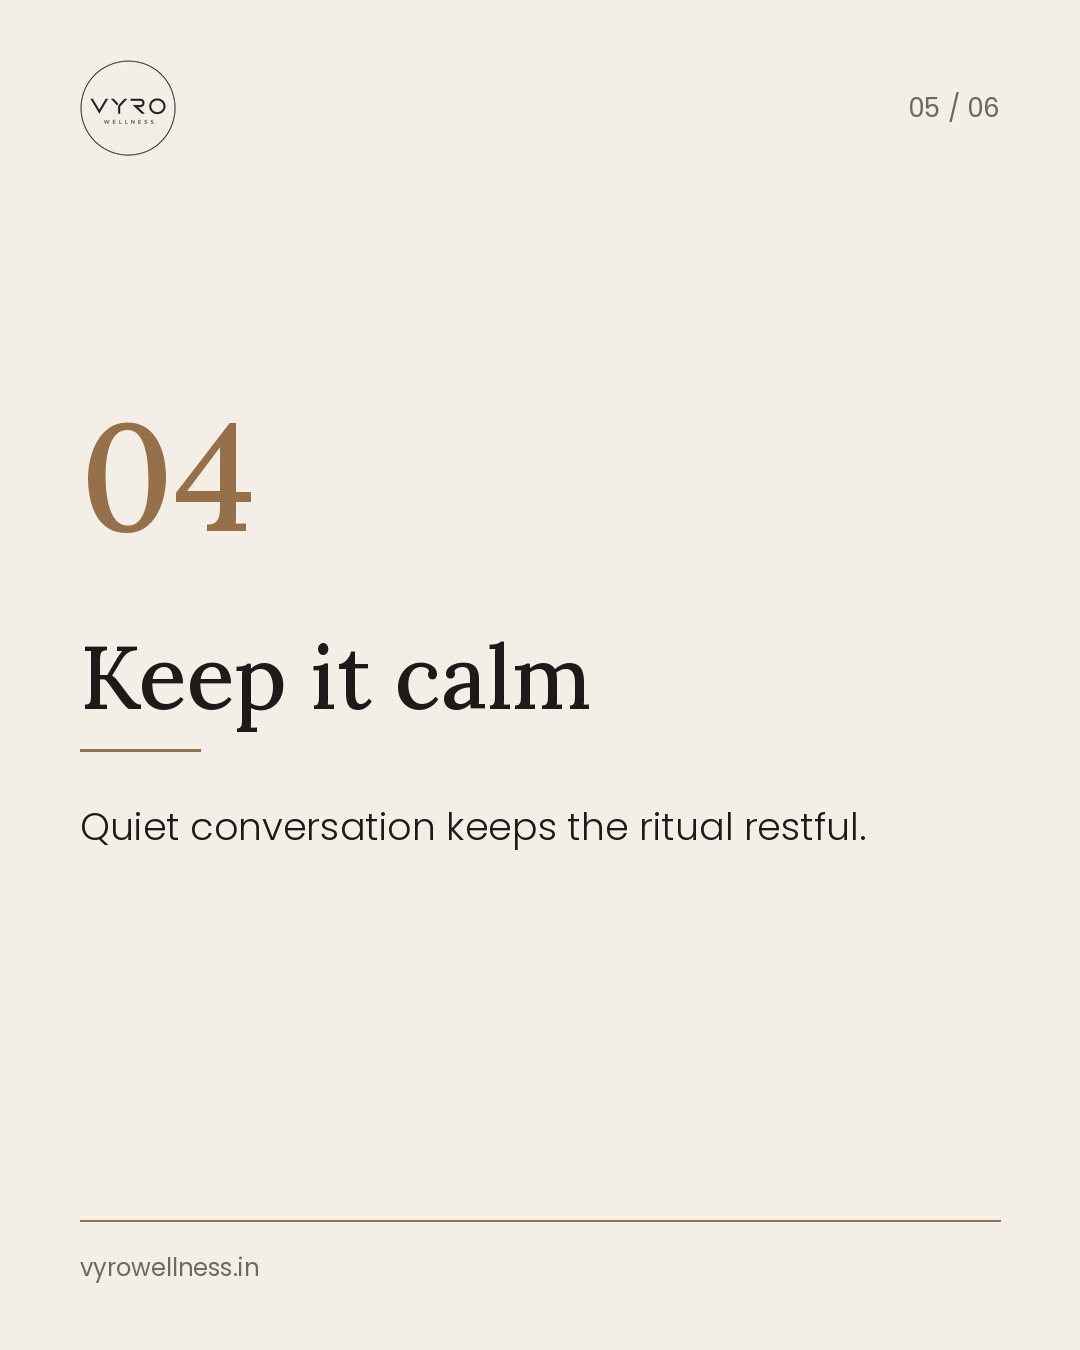 VYRO
WELLNESS
05 / 06
04
Keep it calm
Quiet conversation keeps the ritual restful.
vyrowellness.in